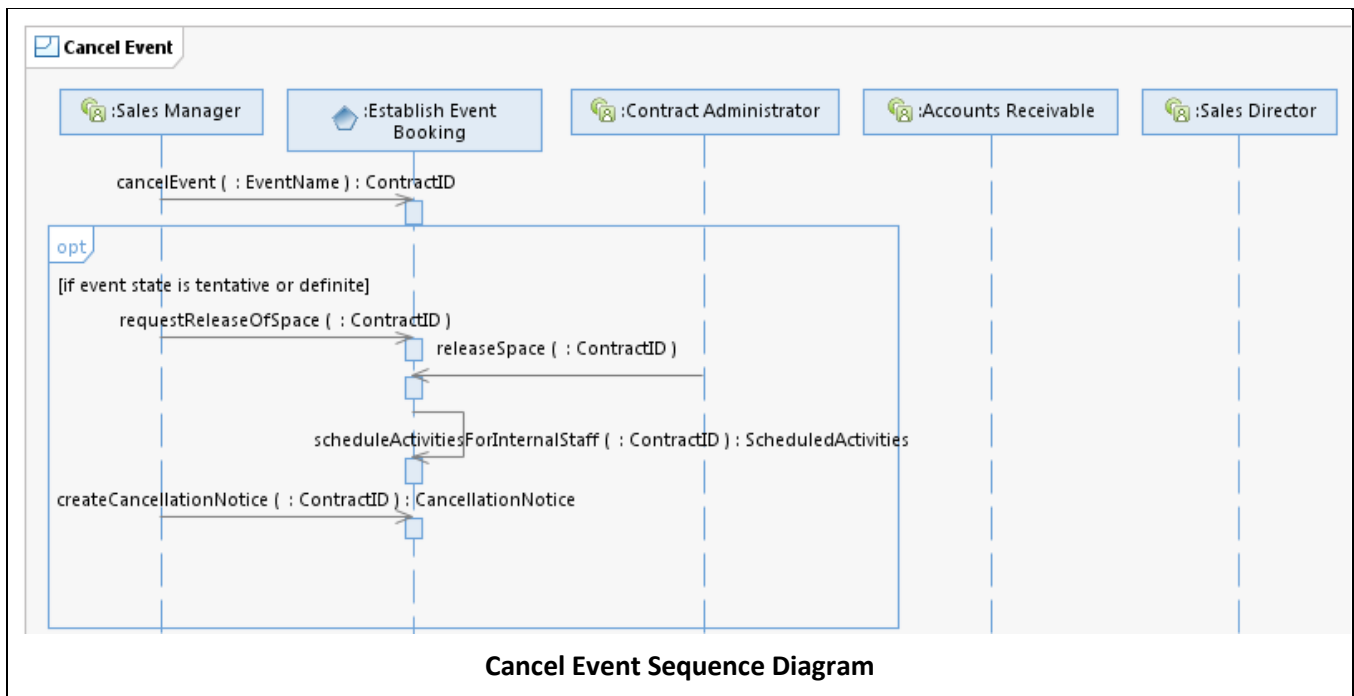 Cancel Event
:Sales Manager
:Establish Event
Booking
:Contract Administrator
:Accounts Receivable
:Sales Director
cancelEvent ( : EventName ) : ContractID
opt
[if event state is tentative or definite]
requestReleaseOfSpace ( : ContractID )
releaseSpace ( : ContractID )
scheduleActivitiesForInternalStaff ( : ContractID ) : ScheduledActivities
createCancellationNotice ( : ContractID ) : CancellationNotice
Cancel Event Sequence Diagram